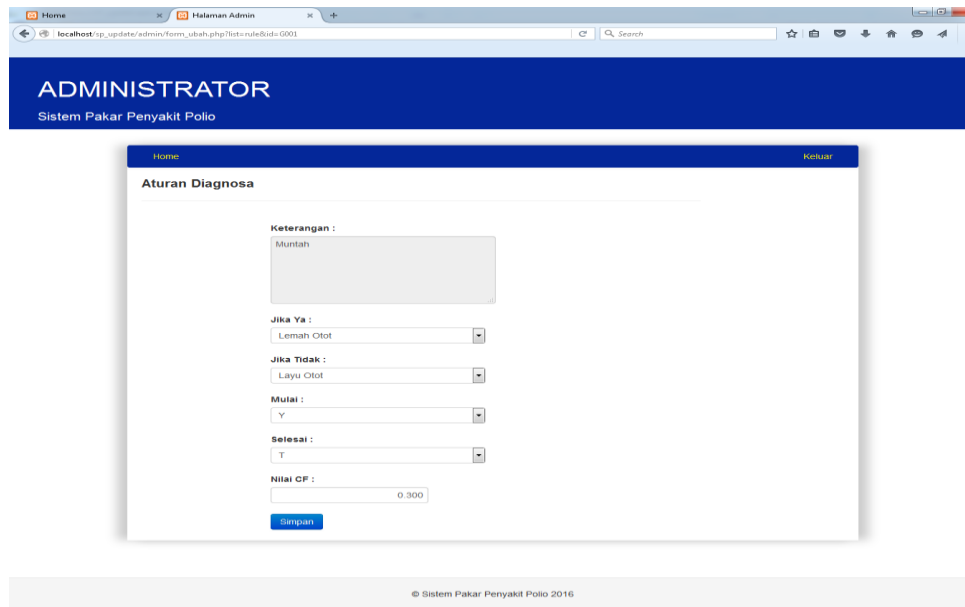 Home
Halaman Admin
localhost/sp_update/admin/form_ubah.php?list=rule&id=G001
Search
ADMINISTRATOR
Sistem Pakar Penyakit Polio
Home
Keluar
Aturan Diagnosa
Keterangan :
Muntah
Jika Ya :
Lemah Otot
Jika Tidak :
Layu Otot
Mulai :
Y
Selesai :
T
Nilai CF :
0.300
Simpan
© Sistem Pakar Penyakit Polio 2016